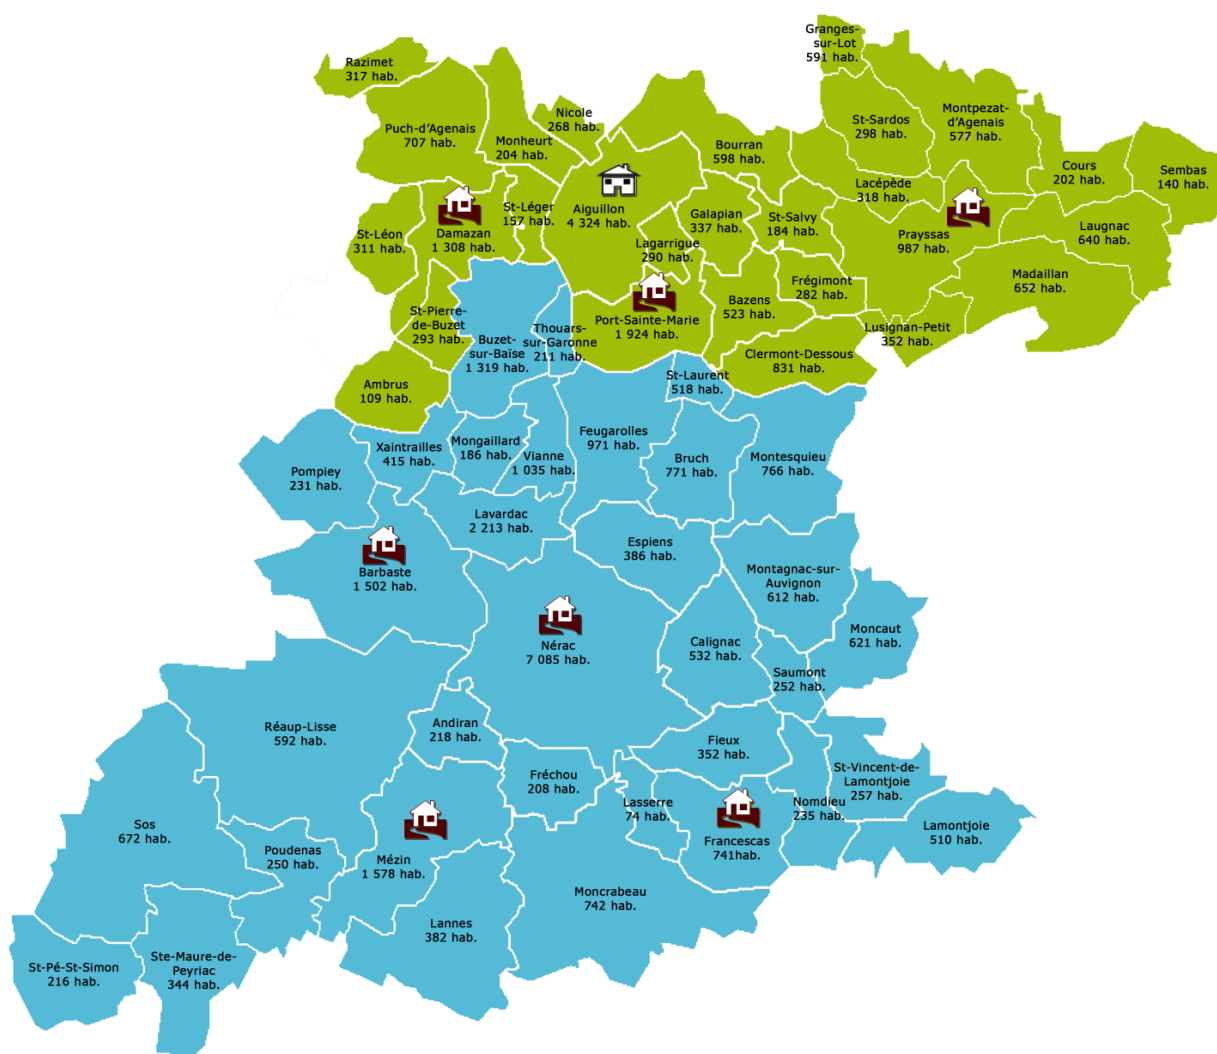 Granges-
sur-Lot
591 hab.
Razimet
317 hab.
Nicole
268 hab.
Montpezat-
d'Agenais
577 hab.
St-Sardos
298 hab.
Puch-d'Agenais
707 hab.
Monheurt
204 hab.
Bourran
598 hab.
Cours
202 hab.
Sembas
140 hab.
Lacépède
318 hab.
St-Léger
157 hab.
Aiguillon
4 324 hab.
Galapian
337 hab.
St-Salvy
184 hab.
Prayssas
987 hab.
Laugnac
640 hab.
St-Léon
311 hab.
Damazan
1 308 hab.
Lagarrigue
290 hab.
Frégimont
282 hab.
Madaillan
652 hab.
Bazens
523 hab.
St-Pierre-
de-Buzet
293 hab.
Port-Sainte-Marie
1 924 hab.
Lusignan-Petit
352 hab.
Thouars-
sur-Garonne
211 hab.
Buzet-
sur-Baïse
1 319 hab.
Clermont-Dessous
831 hab.
St-Laurent
518 hab.
Ambrus
109 hab.
Feugarolles
971 hab.
Xaintrailles
415 hab.
Mongaillard
186 hab.
Vianne
1 035 hab.
Bruch
771 hab.
Montesquieu
766 hab.
Pompiey
231 hab.
Lavardac
2 213 hab.
Espiens
386 hab.
Montagnac-sur-
Auvignon
612 hab.
Barbaste
1 502 hab.
Nérac
7 085 hab.
Calignac
532 hab.
Moncaut
621 hab.
Saumont
252 hab.
Réaup-Lisse
592 hab.
Andiran
218 hab.
Fieux
352 hab.
St-Vincent-de-
Lamontjoie
257 hab.
Fréchou
208 hab.
Lasserre
74 hab.
Nomdieu
235 hab.
Sos
672 hab.
Francescas
741hab.
Lamontjoie
510 hab.
Poudenas
250 hab.
Mézin
1 578 hab.
Moncrabeau
742 hab.
Lannes
382 hab.
Ste-Maure-de-
Peyriac
344 hab.
St-Pé-St-Simon
216 hab.